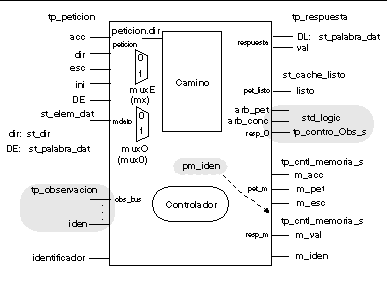 tp_peticion
tp_respuesta
acc
peticion.dir
peticion
respuesta
DL: st_palabra_dat
val
dir
0
1
Camino
esc
st_cache_listo
ini
muxE
(mx)
pet_listo
listo
DE
st_elem_dat
arb_pet
std_logic
mdato
0
1
arb_conc
dir: st_dir
resp_O
tp_contro_Obs_s
DE: st_palabra_dat
muxO
(mux0)
pm_iden
tp_cntl_memoria_s
m_acc
tp_observacion
pet_m
m_pet
obs_bus
Controlador
m_esc
iden
tp_cntl_memoria_s
resp_m
m_val
identificador
m_iden